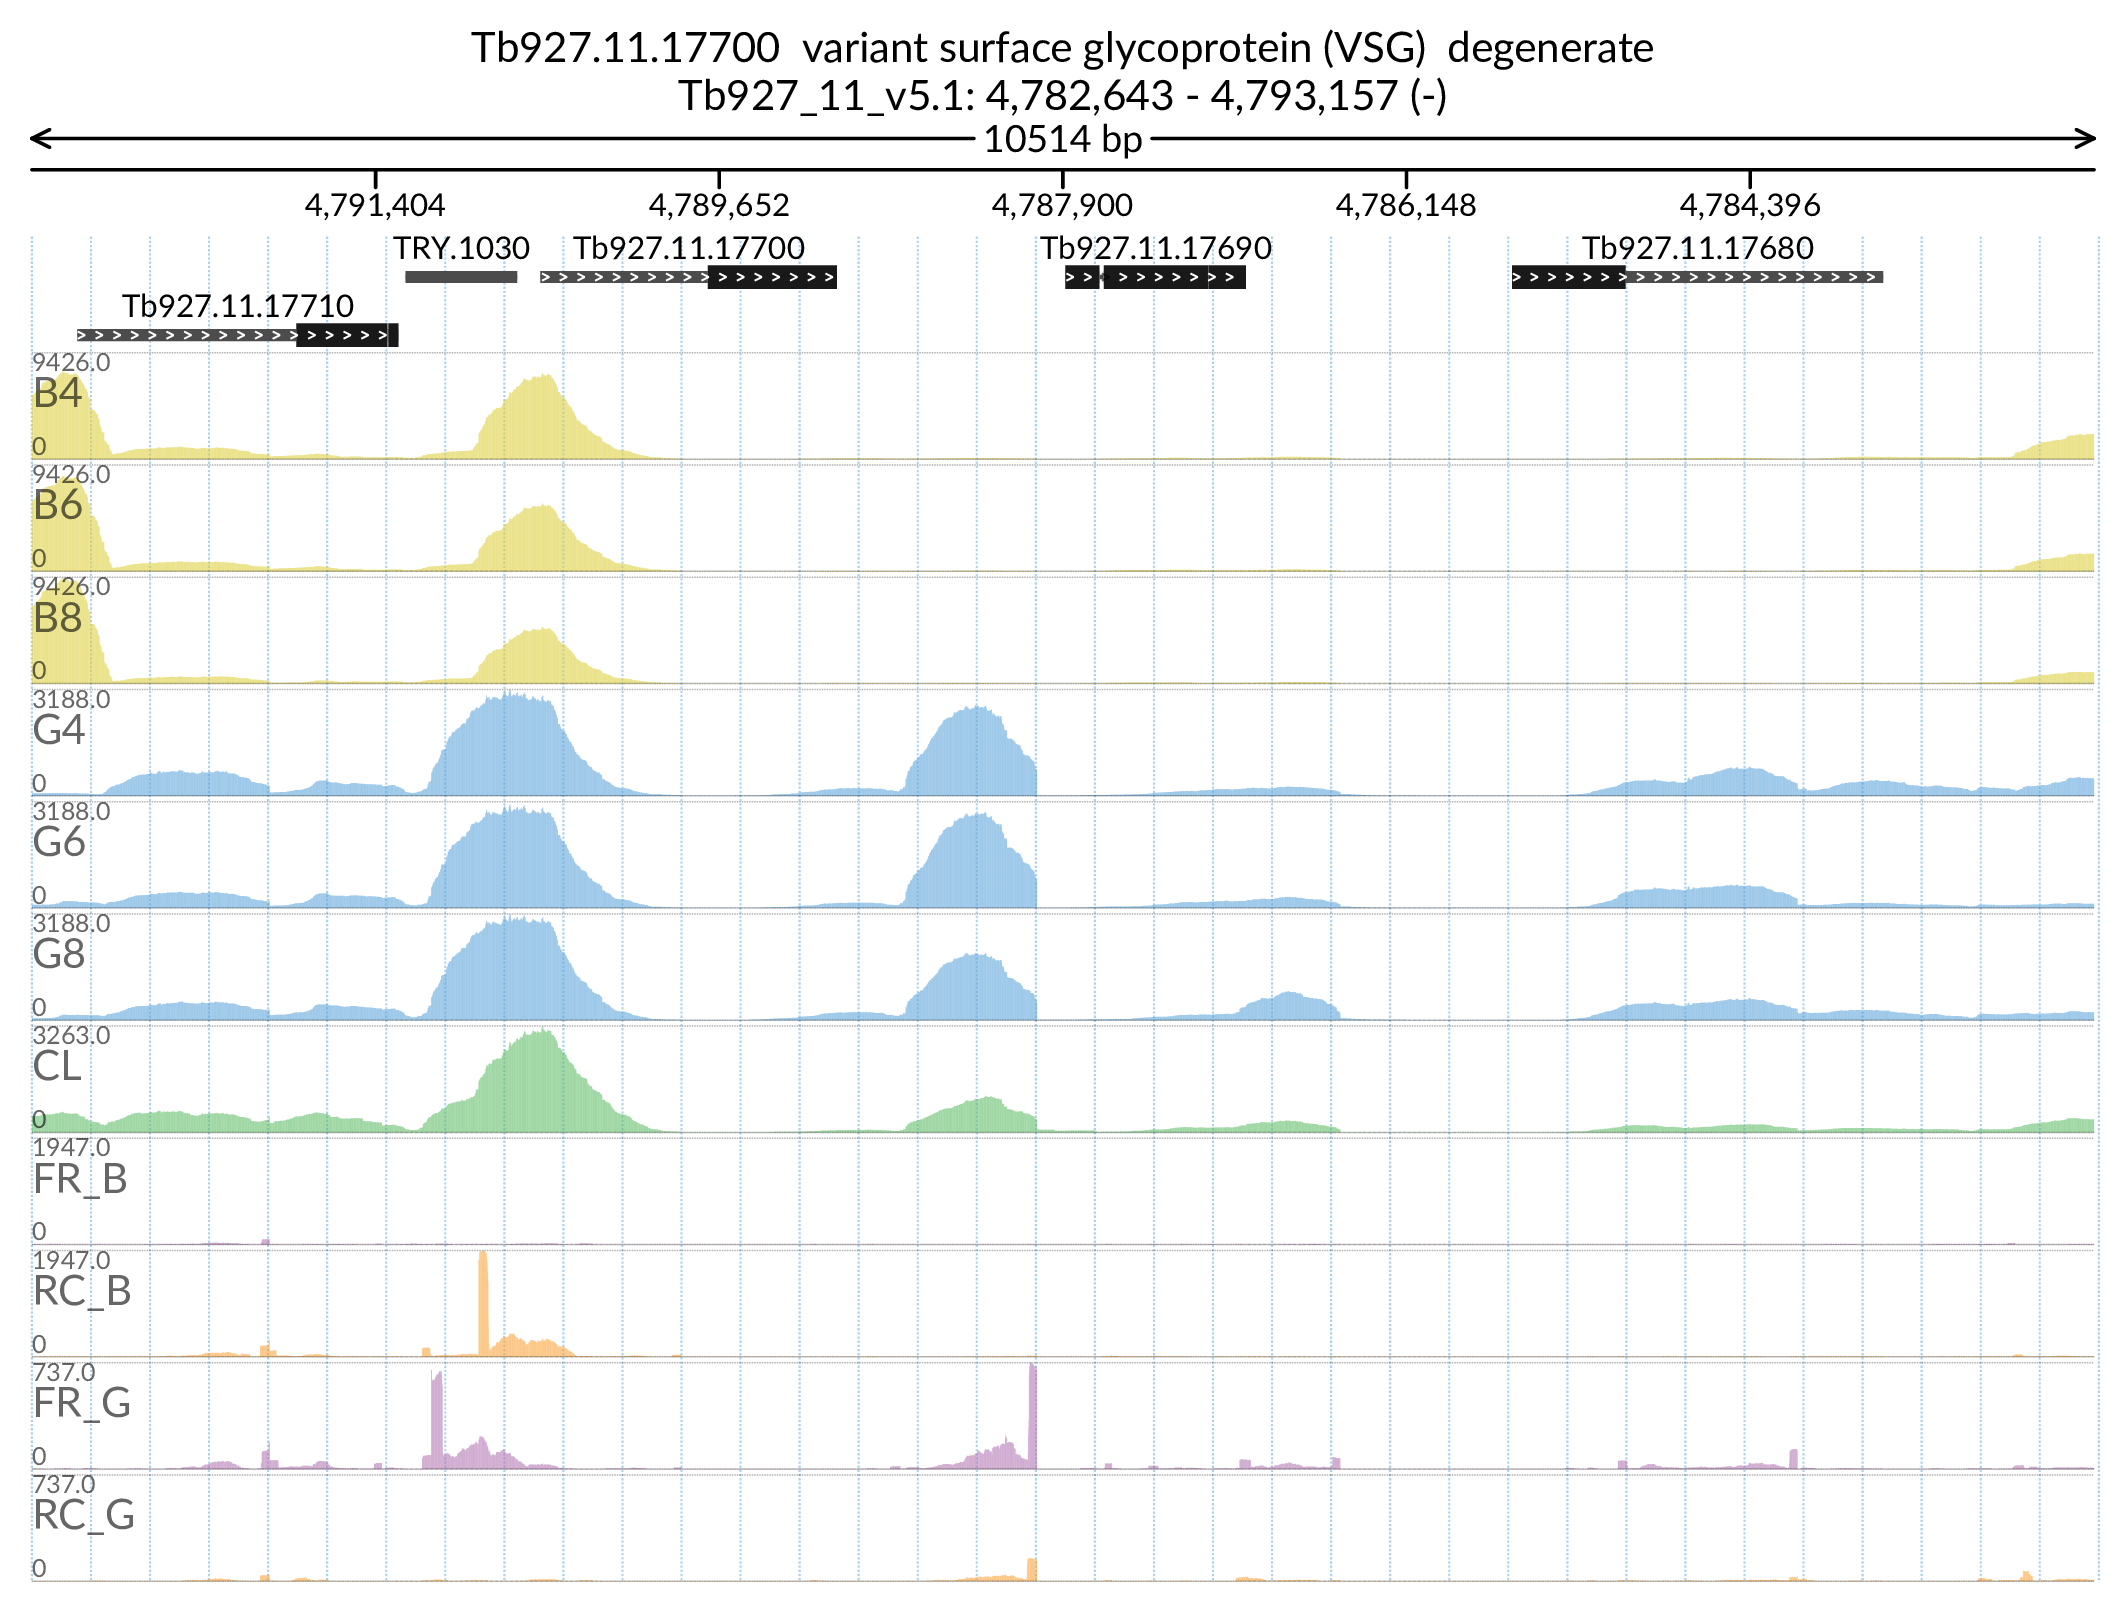 Tb927.11.17700  variant surface glycoprotein (VSG)  degenerate
Tb927_11_v5.1: 4,782,643 - 4,793,157 (-)
10514 bp
4,791,404 4,789,652 4,787,900 4,786,148 4,784,396
TRY.1030 Tb927.11.17700 Tb927.11.17690 Tb927.11.17680
Tb927.11.17710
9426.0
B4
0
9426.0
B6
0
9426.0
B8
0
3188.0
G4
0
3188.0
G6
0
3188.0
G8
0
3263.0
CL
0
1947.0
FR_B
0
1947.0
RC_B
0
737.0
FR_G
0
737.0
RC_G
0